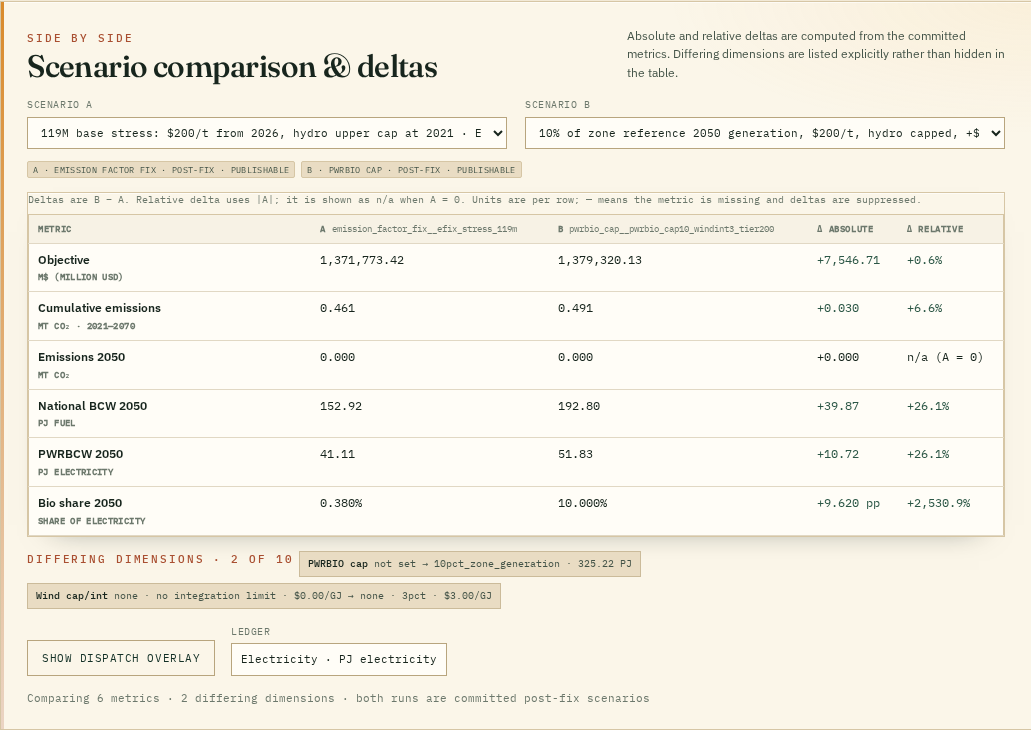 SIDE BY SIDE
Scenario comparison & deltas
Absolute and relative deltas are computed from the committed
metrics. Differing dimensions are listed explicitly rather than hidden in
the table.
SCENARIO A
SCENARIO B
119M base stress: $200/t from 2026, hydro upper cap at 2021 · E
10% of zone reference 2050 generation, $200/t, hydro capped, +$
A · EMISSION FACTOR FIX · POST-FIX · PUBLISHABLE
B · PWRBIO CAP · POST-FIX · PUBLISHABLE
Deltas are B − A. Relative delta uses |A|; it is shown as n/a when A = 0. Units are per row; — means the metric is missing and deltas are suppressed.
METRIC A emission_factor_fix__efix_stress_119m B pwrbio_cap__pwrbio_cap10_windint3_tier200 Δ ABSOLUTE Δ RELATIVE
Objective 1,371,773.42 1,379,320.13 +7,546.71 +0.6%
M$ (MILLION USD)
Cumulative emissions 0.461 0.491 +0.030 +6.6%
MT CO₂ · 2021–2070
Emissions 2050 0.000 0.000 +0.000 n/a (A = 0)
MT CO₂
National BCW 2050 152.92 192.80 +39.87 +26.1%
PJ FUEL
PWRBCW 2050 41.11 51.83 +10.72 +26.1%
PJ ELECTRICITY
Bio share 2050 0.380% 10.000% +9.620 pp +2,530.9%
SHARE OF ELECTRICITY
DIFFERING DIMENSIONS · 2 OF 10
PWRBIO cap not set → 10pct_zone_generation · 325.22 PJ
Wind cap/int none · no integration limit · $0.00/GJ → none · 3pct · $3.00/GJ
LEDGER
SHOW DISPATCH OVERLAY
Electricity · PJ electricity
Comparing 6 metrics · 2 differing dimensions · both runs are committed post-fix scenarios